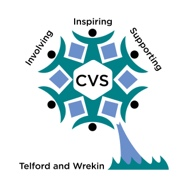 Involving
Inspiring
Supporting
CVS
Telford and Wrekin